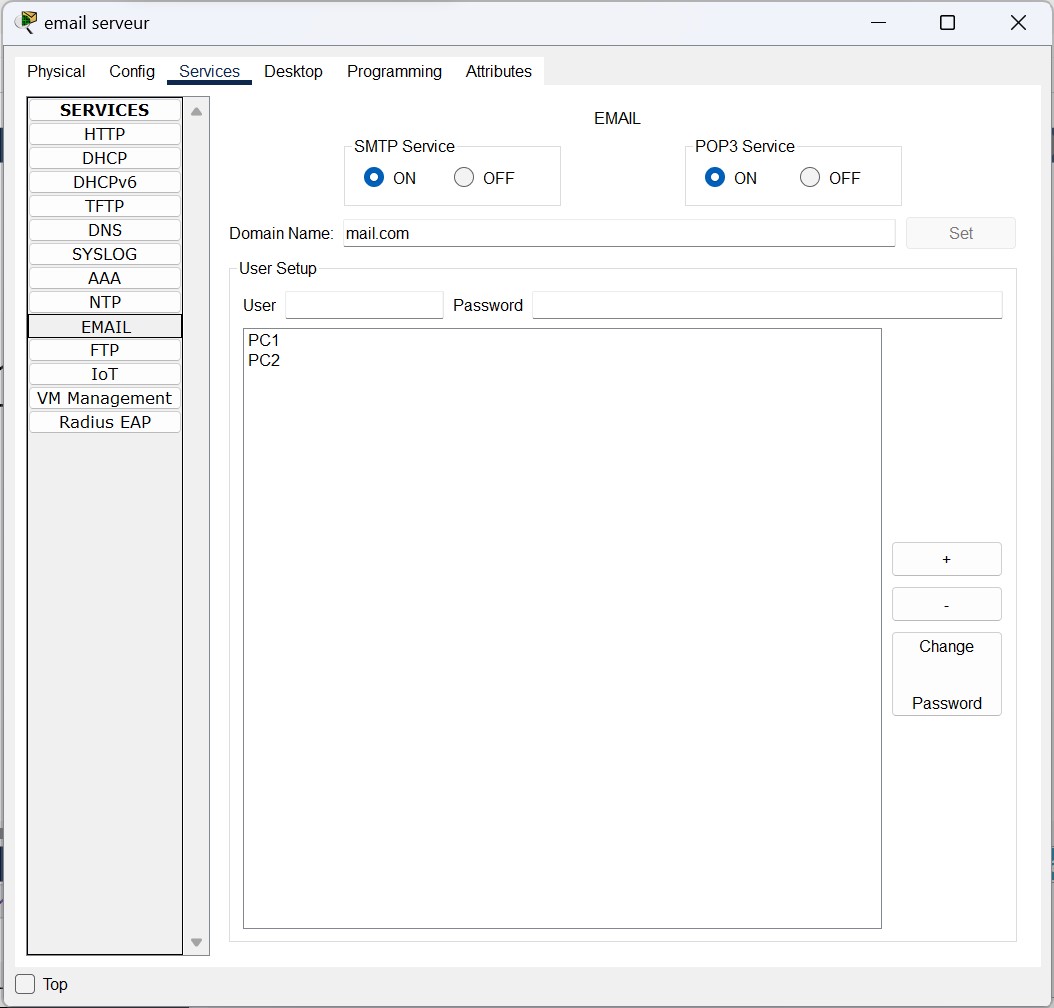 email serveur
Physical Config Services Desktop Programming Attributes
SERVICES
HTTP
DHCP
DHCPv6
TFTP
DNS
SYSLOG
AAA
NTP
EMAIL
FTP
IoT
VM Management
Radius EAP
EMAIL
SMTP Service
ON OFF
POP3 Service
ON OFF
Domain Name: mail.com Set
User Setup
User Password
PC1
PC2
+
-
Change
Password
Top